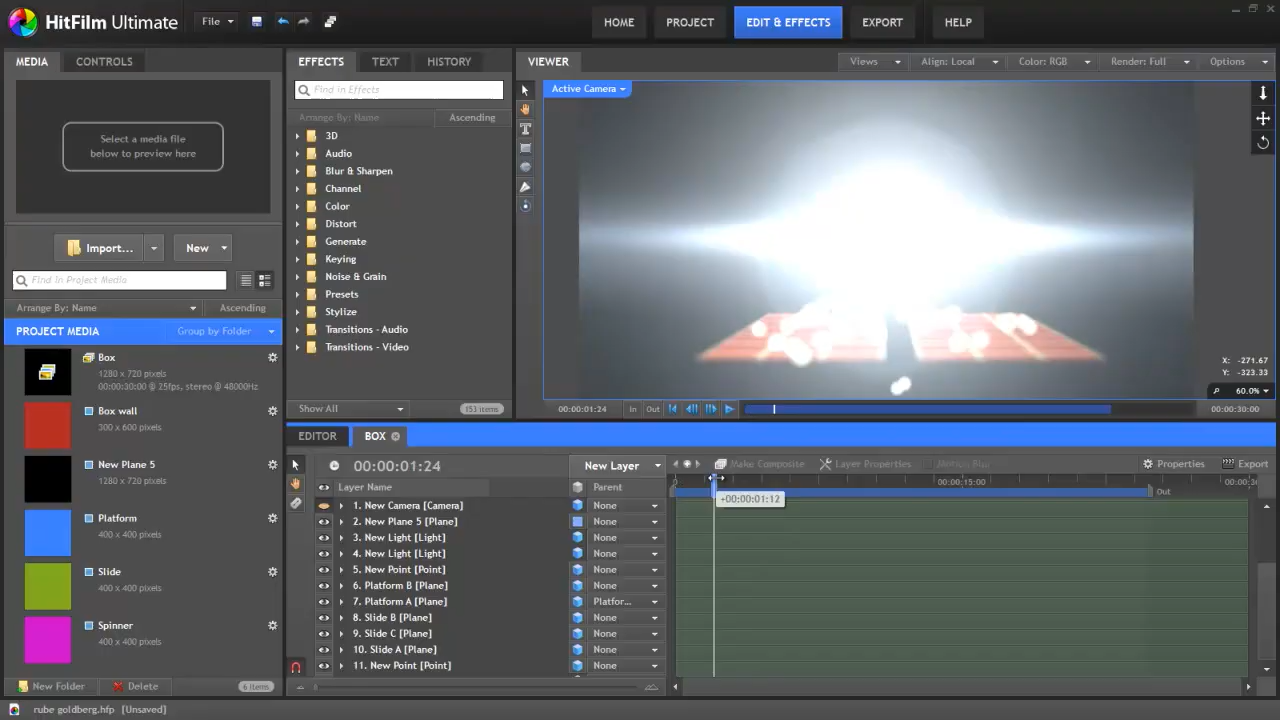 HitFilm Ultimate
File
HOME
PROJECT
EDIT & EFFECTS
EXPORT
HELP
MEDIA
CONTROLS
Select a media file
below to preview here
Import...
New
Find in Project Media
Arrange By: Name
Ascending
PROJECT MEDIA
Group by Folder
Box
1280 x 720 pixels
00:00:30:00 @ 25fps, stereo @ 48000Hz
Box wall
300 x 600 pixels
New Plane 5
1280 x 720 pixels
Platform
400 x 400 pixels
Slide
400 x 400 pixels
Spinner
400 x 400 pixels
New Folder
Delete
6 items
rube goldberg.hfp [Unsaved]
EFFECTS
TEXT
HISTORY
Find in Effects
Arrange By: Name
Ascending
3D
Audio
Blur & Sharpen
Channel
Color
Distort
Generate
Keying
Noise & Grain
Presets
Stylize
Transitions - Audio
Transitions - Video
Show All
153 items
VIEWER
Views
Align: Local
Color: RGB
Render: Full
Options
Active Camera
X: -271.67
Y: -323.33
60.0%
00:00:01:24
In
Out
00:00:30:00
EDITOR
BOX
00:00:01:24
New Layer
Make Composite
Layer Properties
Motion Blur
Properties
Export
Layer Name
Parent
0
00:00:15:00
00:00:30
Out
+00:00:01:12
1. New Camera [Camera]
None
2. New Plane 5 [Plane]
None
3. New Light [Light]
None
4. New Light [Light]
None
5. New Point [Point]
None
6. Platform B [Plane]
None
7. Platform A [Plane]
Platfor...
8. Slide B [Plane]
None
9. Slide C [Plane]
None
10. Slide A [Plane]
None
11. New Point [Point]
None